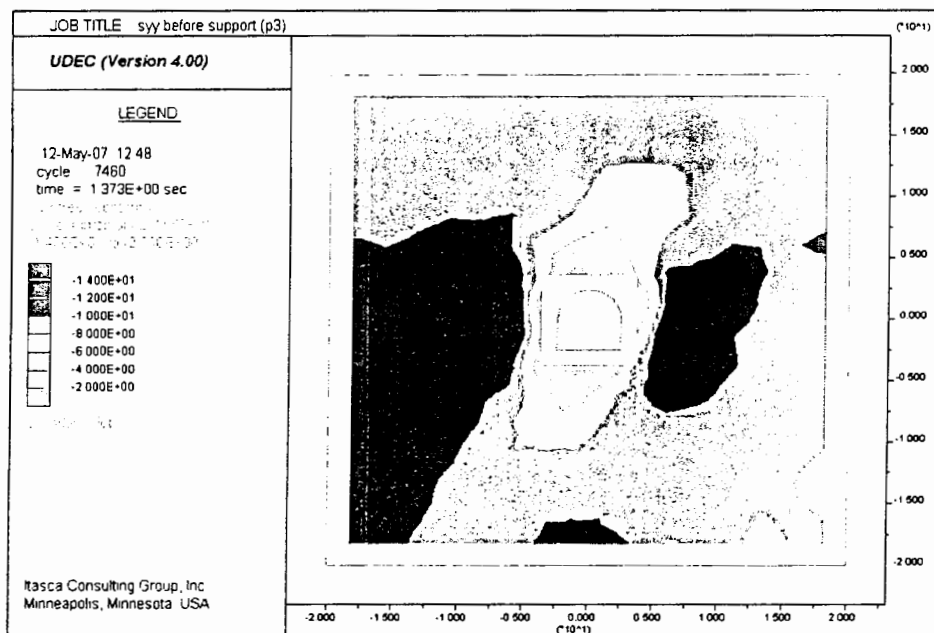 JOB TITLE syy before support (p3)
UDEC (Version 4.00)
LEGEND
12-May-07 12 48
cycle 7460
time = 1 373E+00 sec
-1 400E+01
-1 200E+01
-1 000E+01
-8 000E+00
-6 000E+00
-4 000E+00
-2 000E+00
Itasca Consulting Group, Inc
Minneapolis, Minnesota USA
(*10^1)
2 000
1 500
1 000
0 500
0 000
-0 500
-1 000
-1 500
-2 000
-2 000 -1 500 -1 000 -0 500 0 000 0 500 1 000 1 500 2 000
(*10^1)